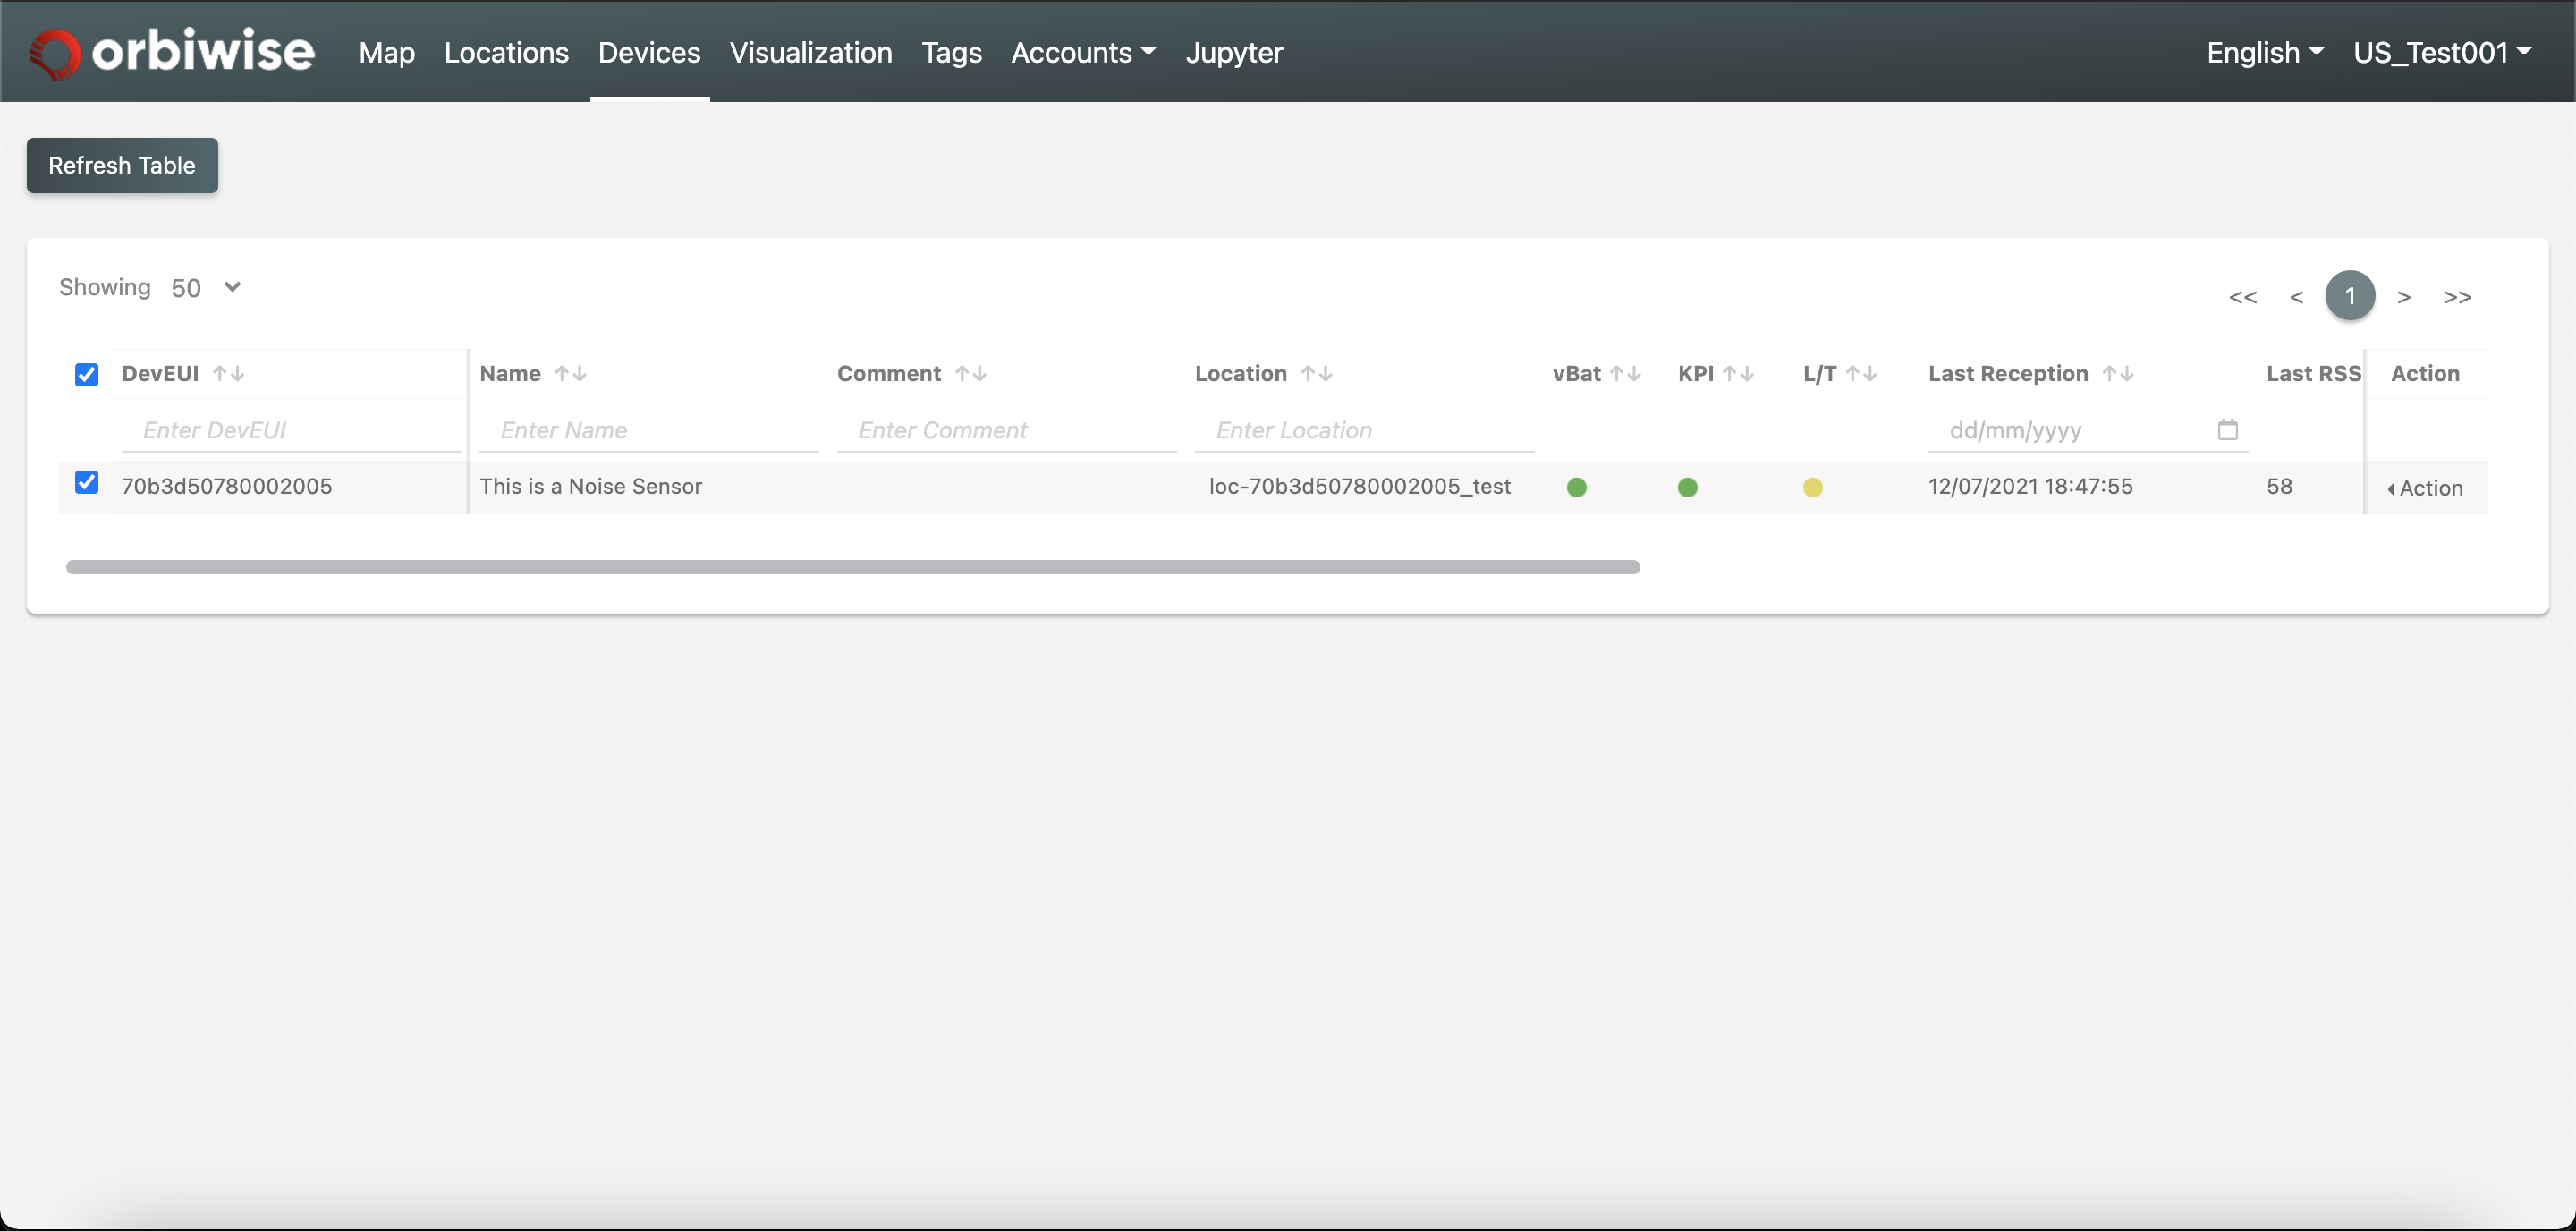 orbiwise Map Locations Devices Visualization Tags Accounts Jupyter English US_Test001
Refresh Table
Showing 50
<< < 1 > >>
DevEUI Name Comment Location vBat KPI L/T Last Reception Last RSS Action
Enter DevEUI Enter Name Enter Comment Enter Location dd/mm/yyyy
70b3d50780002005 This is a Noise Sensor loc-70b3d50780002005_test 12/07/2021 18:47:55 58 Action